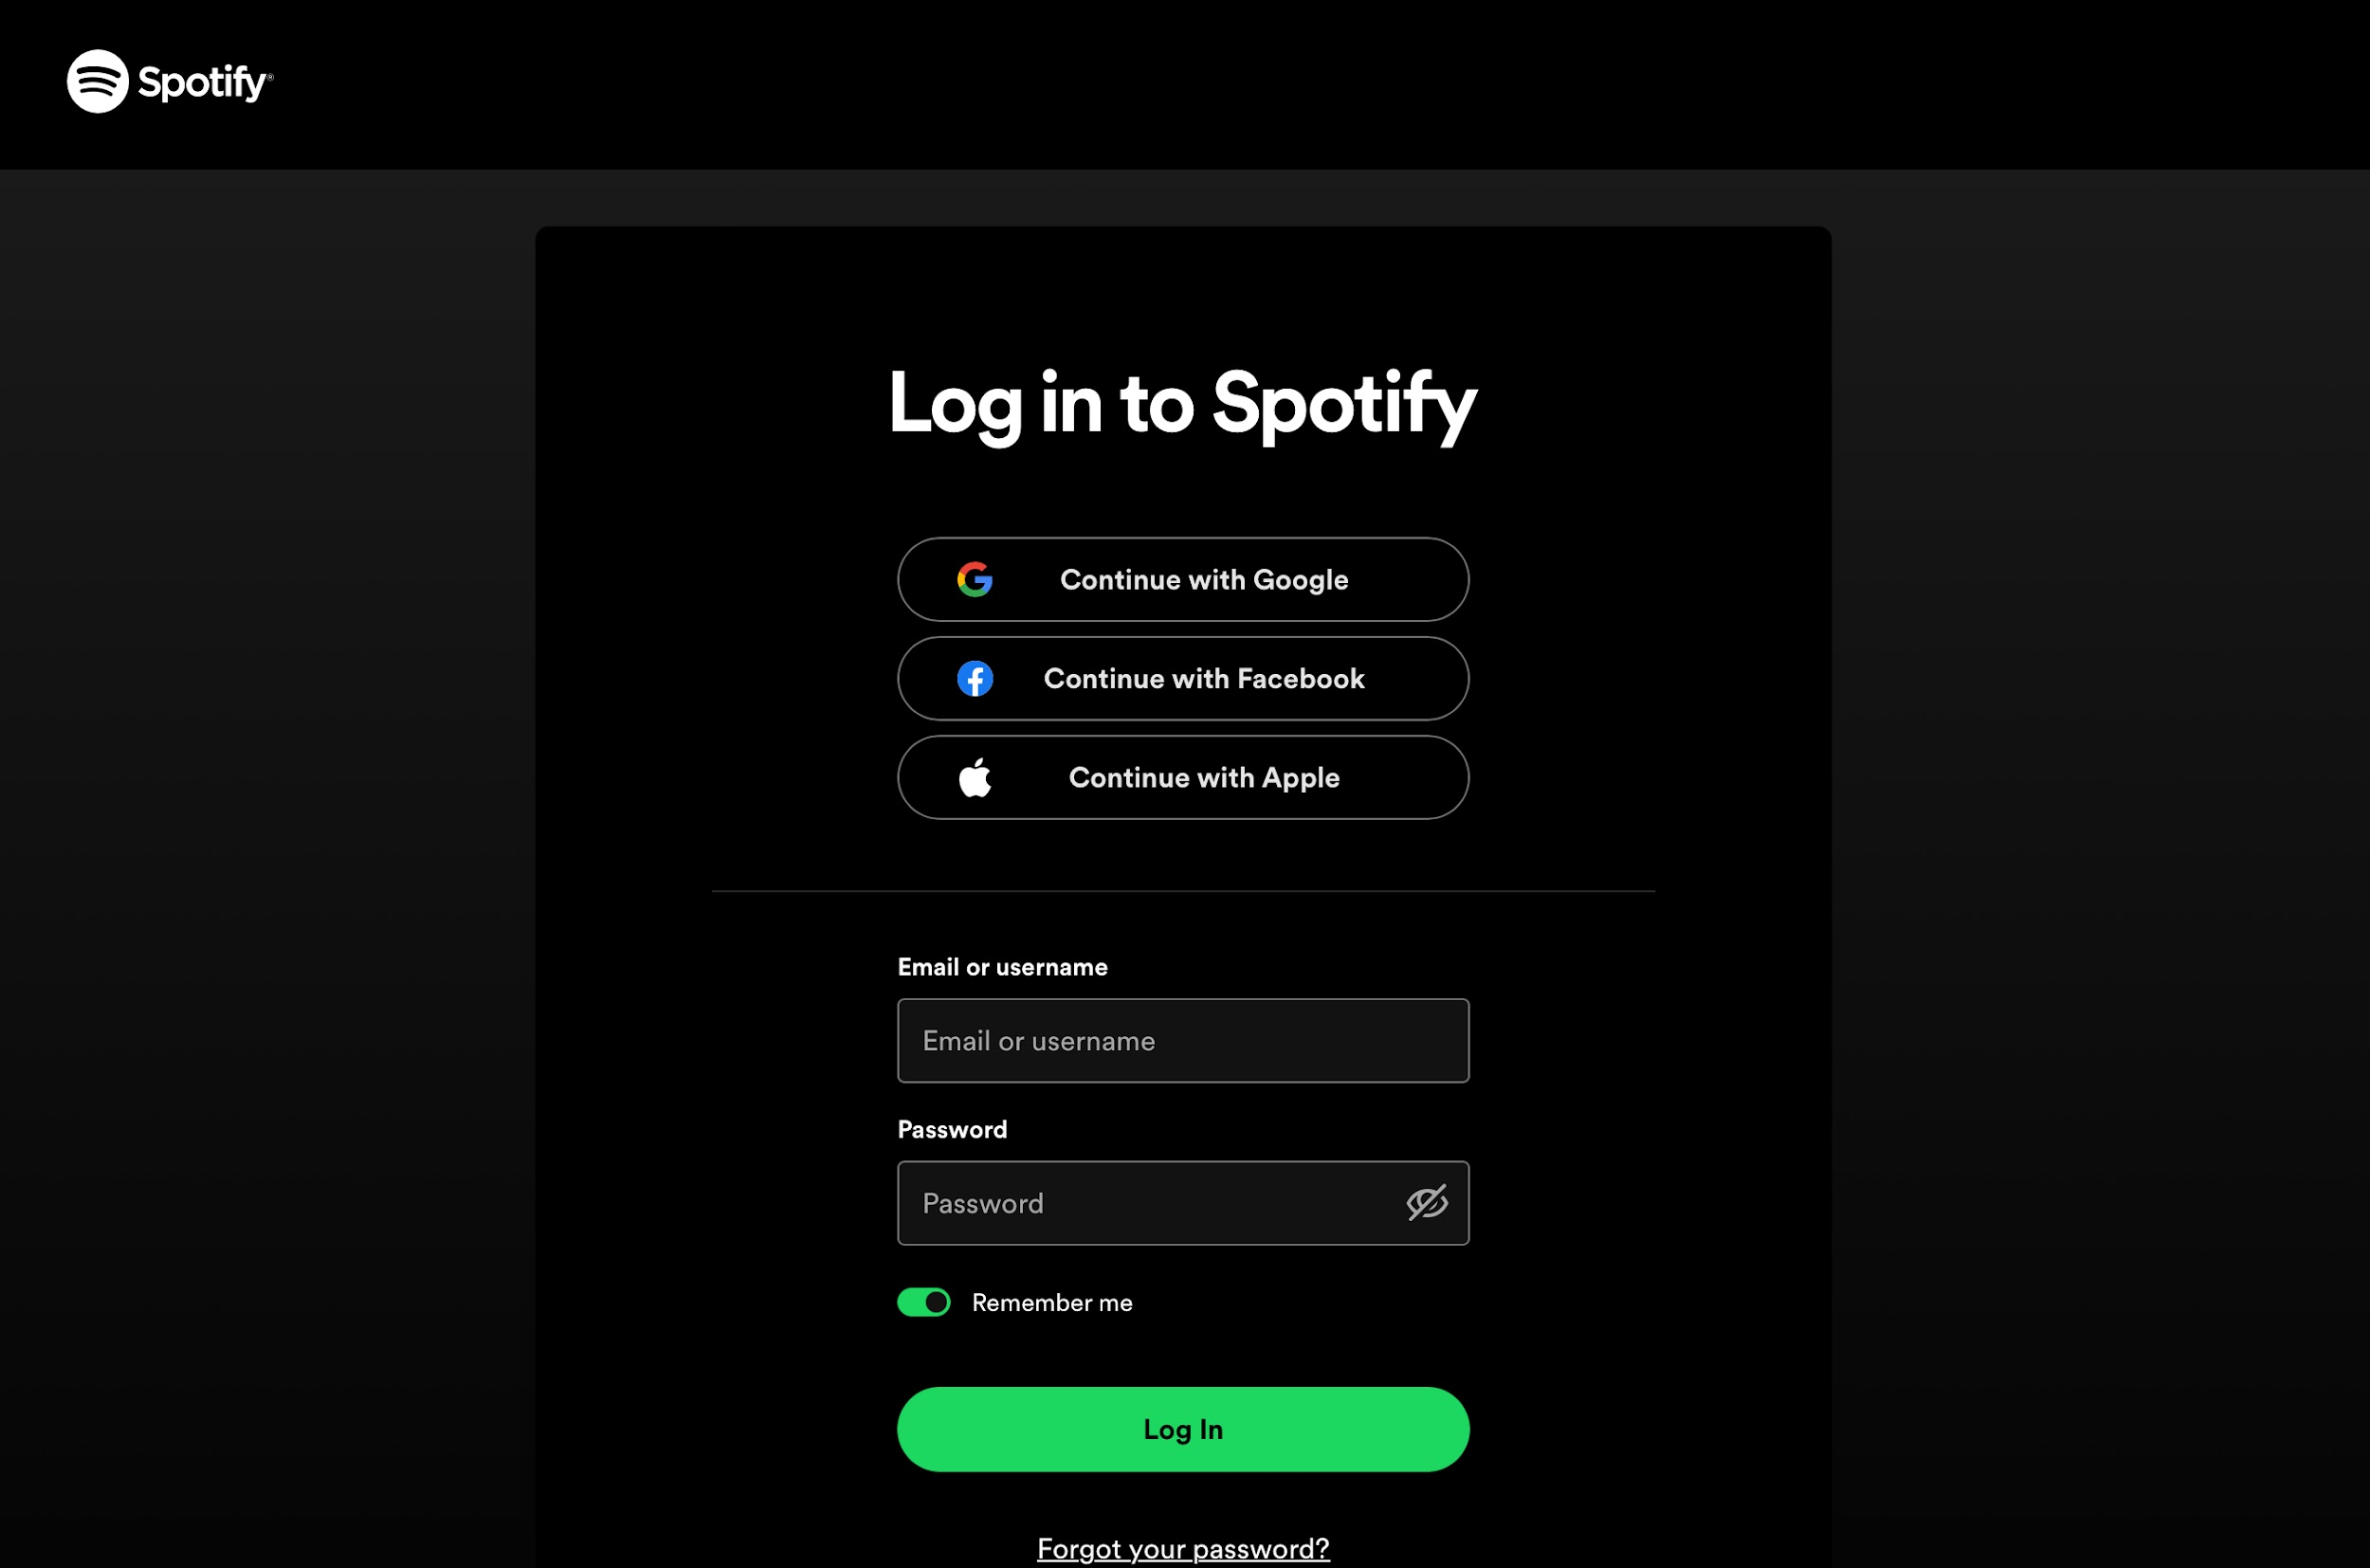 Spotify®
Log in to Spotify
Continue with Google
Continue with Facebook
Continue with Apple
Email or username
Email or username
Password
Password
Remember me
Log In
Forgot your password?